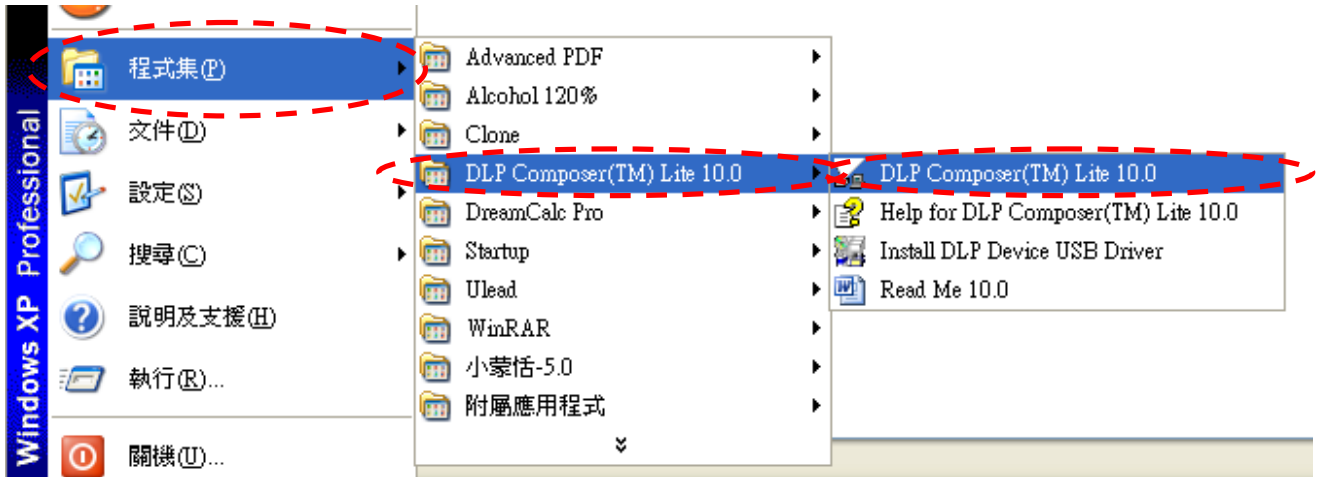 Windows XP Professional
程式集(P)
文件(D)
設定(S)
搜尋(C)
說明及支援(H)
執行(R)...
關機(U)...
Advanced PDF
Alcohol 120%
Clone
DLP Composer(TM) Lite 10.0
DreamCalc Pro
Startup
Ulead
WinRAR
小蒙恬-5.0
附屬應用程式
DLP Composer(TM) Lite 10.0
Help for DLP Composer(TM) Lite 10.0
Install DLP Device USB Driver
Read Me 10.0